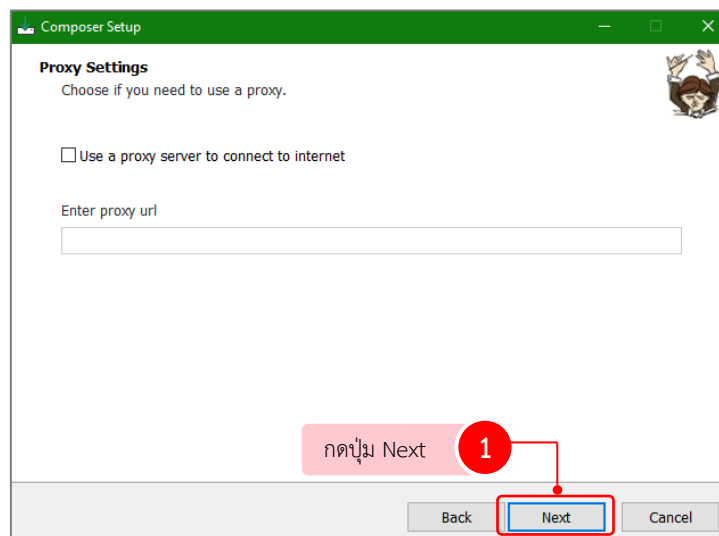 Composer Setup
Proxy Settings
Choose if you need to use a proxy.
Use a proxy server to connect to internet
Enter proxy url
กดปุ่ม Next 1
Back Next Cancel